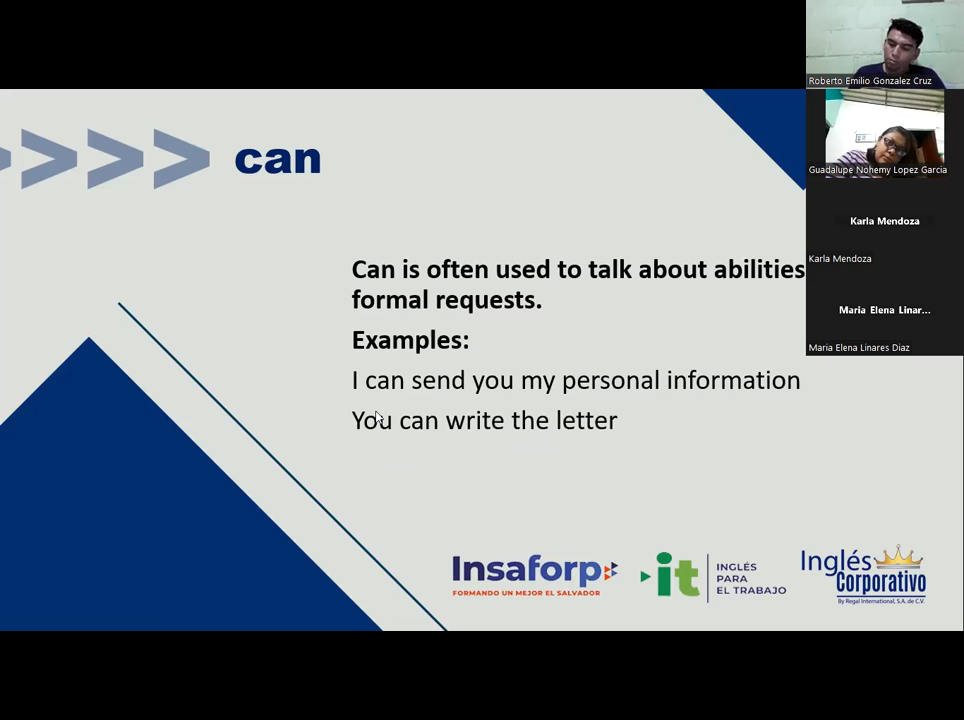 Roberto Emilio Gonzalez Cruz
>>>> can
Guadalupe Nohemy Lopez Garcia
Karla Mendoza
Karla Mendoza
Can is often used to talk about abilities
formal requests.
Maria Elena Linar...
Examples:
Maria Elena Linares Diaz
I can send you my personal information
You can write the letter
Insaforp
FORMANDO UN MEJOR EL SALVADOR
it
INGLÉS
PARA
EL TRABAJO
Inglés
Corporativo
By Regal International, S.A. de C.V.